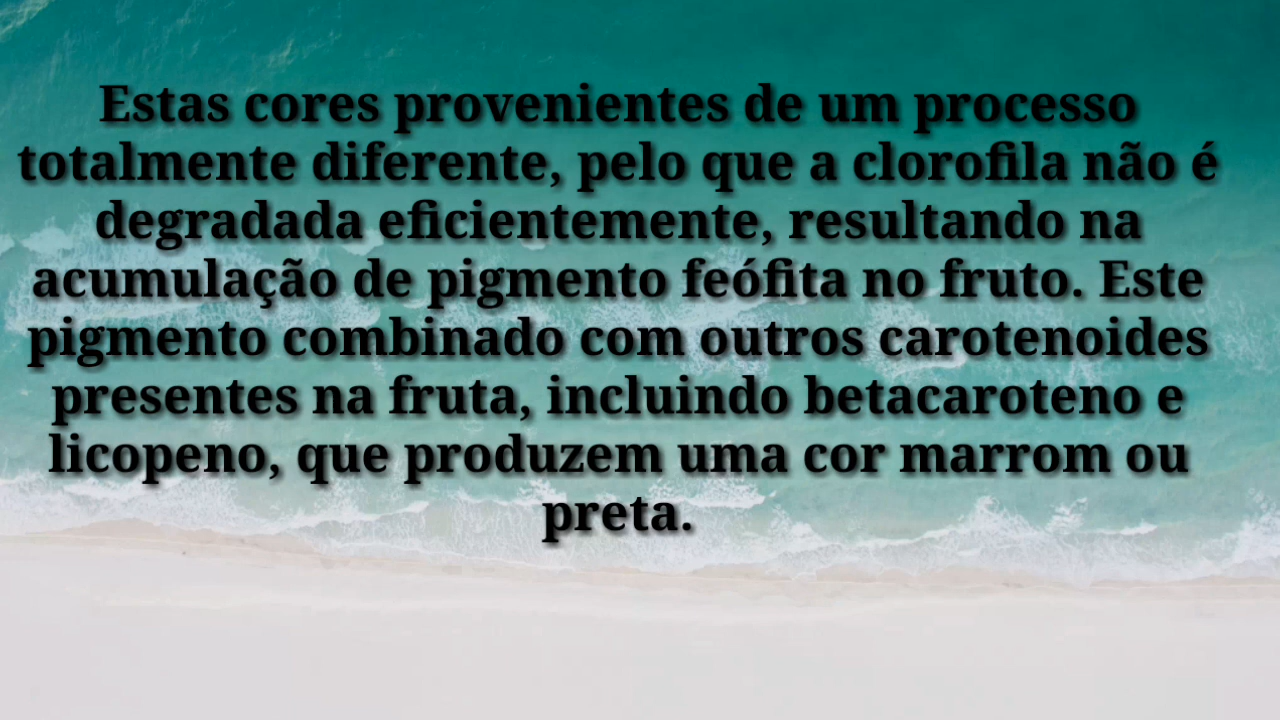 Estas cores provenientes de um processo
totalmente diferente, pelo que a clorofila não é
degradada eficientemente, resultando na
acumulação de pigmento feófita no fruto. Este
pigmento combinado com outros carotenoides
presentes na fruta, incluindo betacaroteno e
licopeno, que produzem uma cor marrom ou
preta.